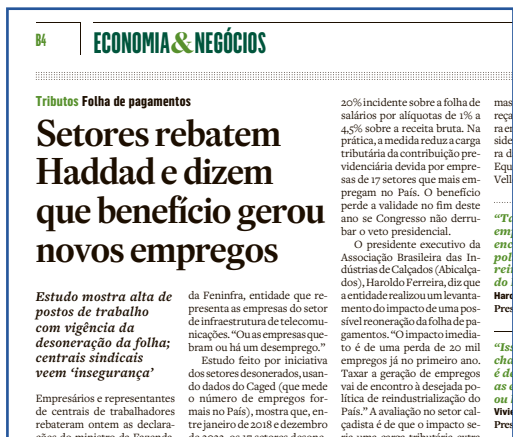 B4
ECONOMIA&NEGÓCIOS
Tributos Folha de pagamentos
Setores rebatem
Haddad e dizem
que benefício gerou
novos empregos
Estudo mostra alta de
postos de trabalho
com vigência da
desoneração da folha;
centrais sindicais
veem ‘insegurança’
Empresários e representantes
de centrais de trabalhadores
rebateram ontem as declara-
da Feninfra, entidade que re-
presenta as empresas do setor
de infraestrutura de telecomu-
nicações. “Ou as empresas que-
bram ou há um desemprego.”
Estudo feito por iniciativa
dos setores desonerados, usan-
do dados do Caged (que mede
o número de empregos for-
mais no País), mostra que, en-
tre janeiro de 2018 e dezembro
20% incidente sobre a folha de
salários por alíquotas de 1% a
4,5% sobre a receita bruta. Na
prática, a medida reduz a carga
tributária da contribuição pre-
videnciária devida por empre-
sas de 17 setores que mais em-
pregam no País. O benefício
perde a validade no fim deste
ano se Congresso não derru-
bar o veto presidencial.
O presidente executivo da
Associação Brasileira das In-
dústrias de Calçados (Abicalça-
dos), Haroldo Ferreira, diz que
a entidade realizou um levanta-
mento do impacto de uma pos-
sível reoneração da folha de pa-
gamentos. “O impacto imedia-
to é de uma perda de 20 mil
empregos já no primeiro ano.
Taxar a geração de empregos
vai de encontro à desejada po-
lítica de reindustrialização do
País.” A avaliação no setor cal-
çadista é de que o impacto se-